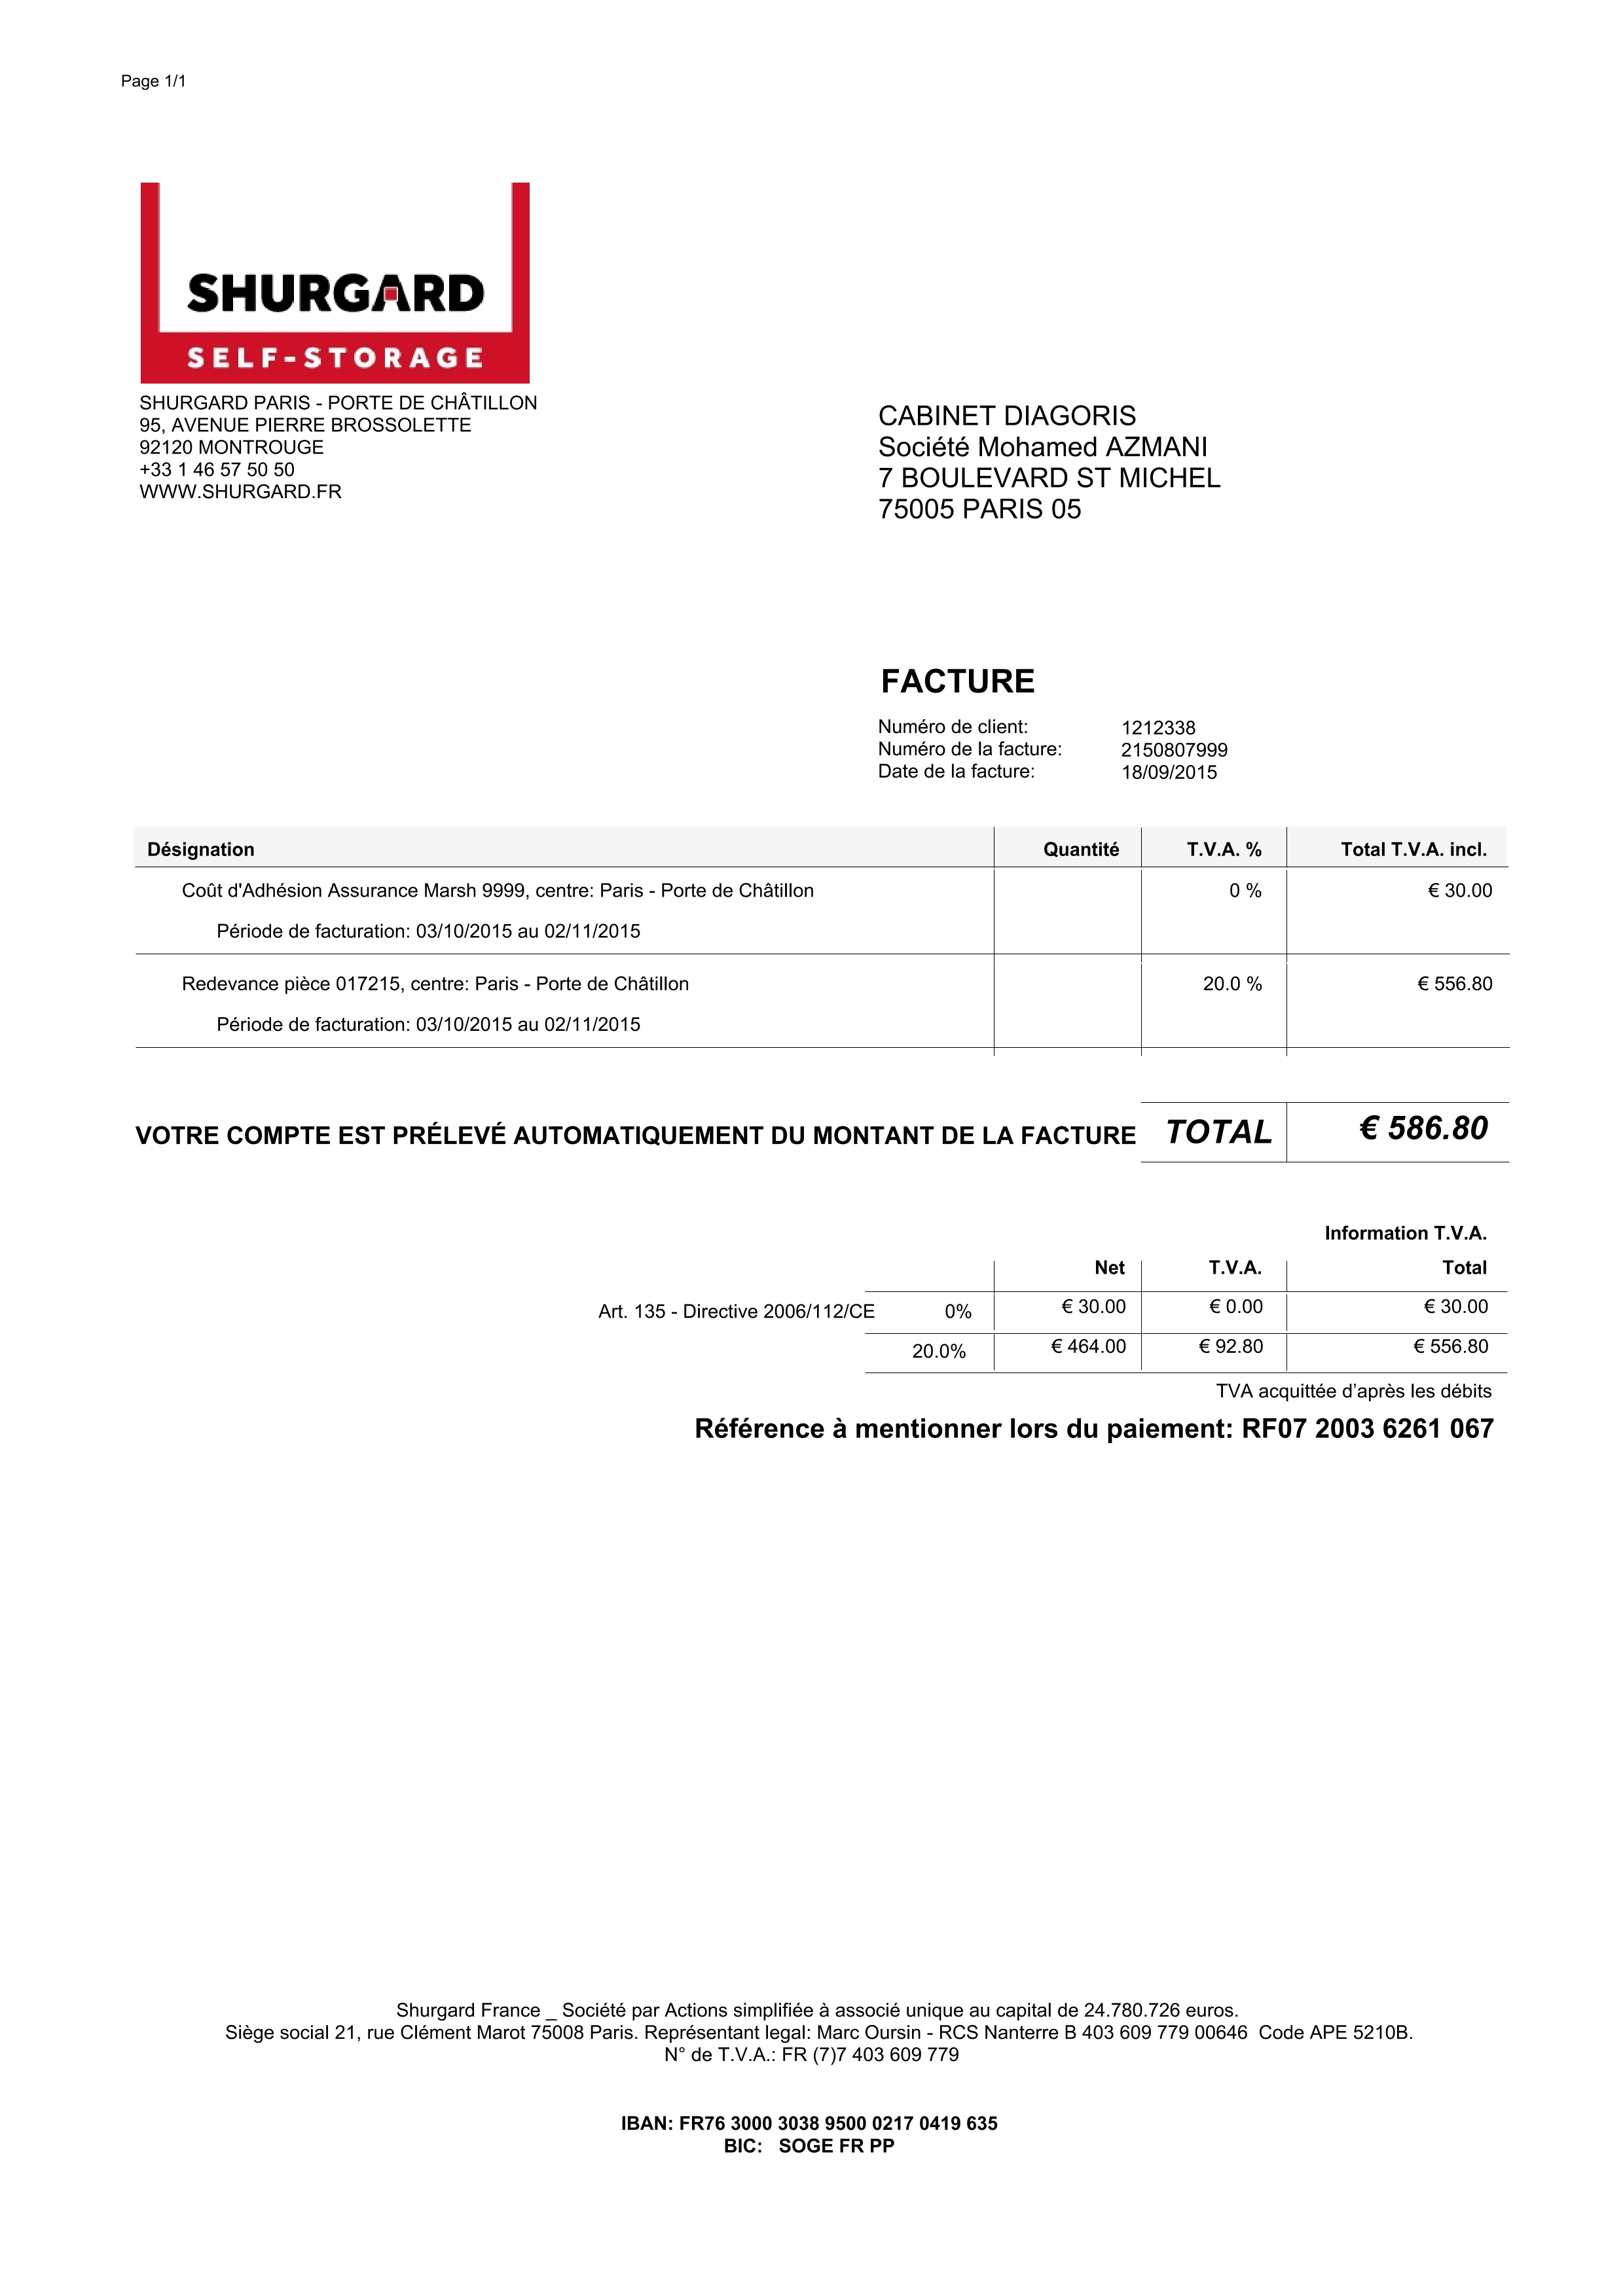 Page 1/1
SHURGARD
SELF-STORAGE
SHURGARD PARIS - PORTE DE CHÂTILLON
95, AVENUE PIERRE BROSSOLETTE
92120 MONTROUGE
+33 1 46 57 50 50
WWW.SHURGARD.FR
CABINET DIAGORIS
Société Mohamed AZMANI
7 BOULEVARD ST MICHEL
75005 PARIS 05
FACTURE
Numéro de client: 1212338
Numéro de la facture: 2150807999
Date de la facture: 18/09/2015
Désignation Quantité T.V.A. % Total T.V.A. incl.
Coût d'Adhésion Assurance Marsh 9999, centre: Paris - Porte de Châtillon 0 % € 30.00
Période de facturation: 03/10/2015 au 02/11/2015
Redevance pièce 017215, centre: Paris - Porte de Châtillon 20.0 % € 556.80
Période de facturation: 03/10/2015 au 02/11/2015
VOTRE COMPTE EST PRÉLEVÉ AUTOMATIQUEMENT DU MONTANT DE LA FACTURE TOTAL € 586.80
Information T.V.A.
Net T.V.A. Total
Art. 135 - Directive 2006/112/CE 0% € 30.00 € 0.00 € 30.00
20.0% € 464.00 € 92.80 € 556.80
TVA acquittée d’après les débits
Référence à mentionner lors du paiement: RF07 2003 6261 067
Shurgard France _ Société par Actions simplifiée à associé unique au capital de 24.780.726 euros.
Siège social 21, rue Clément Marot 75008 Paris. Représentant legal: Marc Oursin - RCS Nanterre B 403 609 779 00646 Code APE 5210B.
N° de T.V.A.: FR (7)7 403 609 779
IBAN: FR76 3000 3038 9500 0217 0419 635
BIC: SOGE FR PP